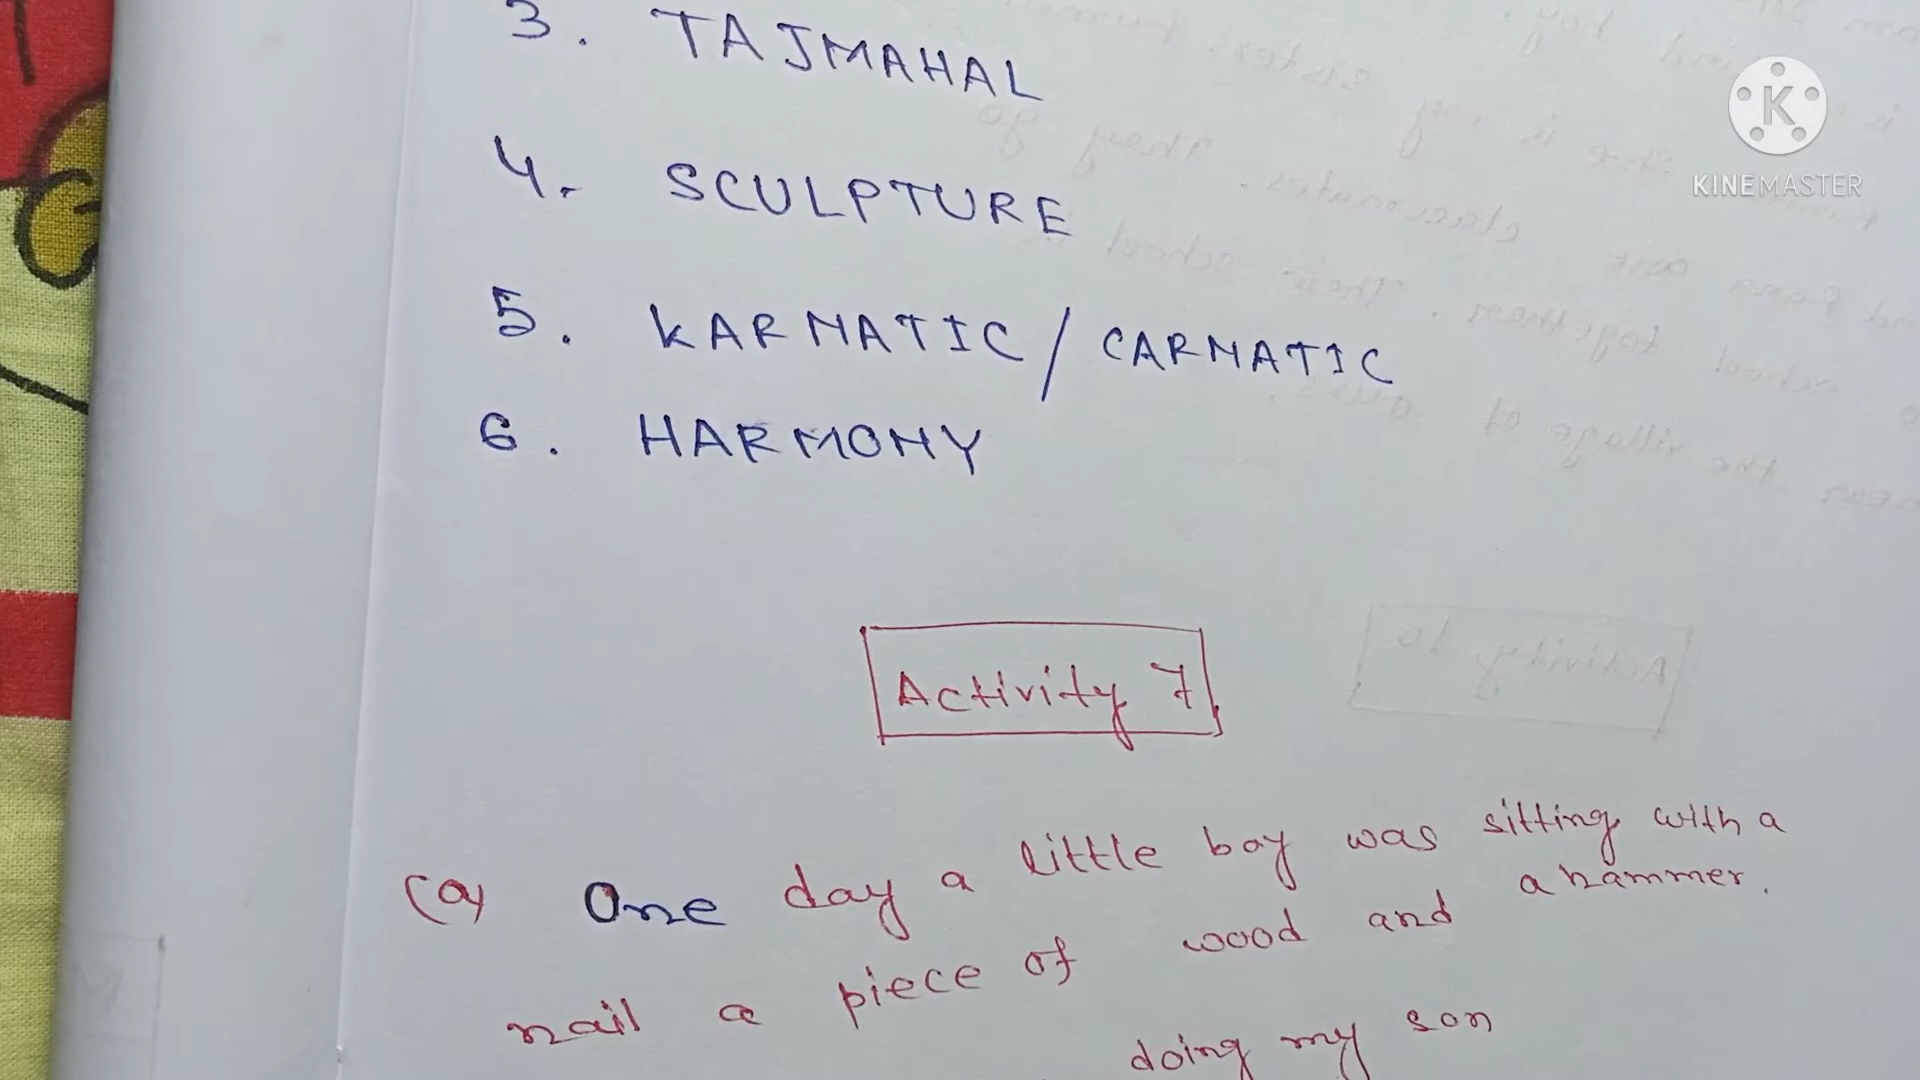 3. TAJMAHAL
4. SCULPTURE
5. KARNATIC / CARNATIC
6. HARMONY
Activity 7
(a) One day a little boy was sitting with a
nail a piece of wood and a hammer.
doing my son
K
KINEMASTER